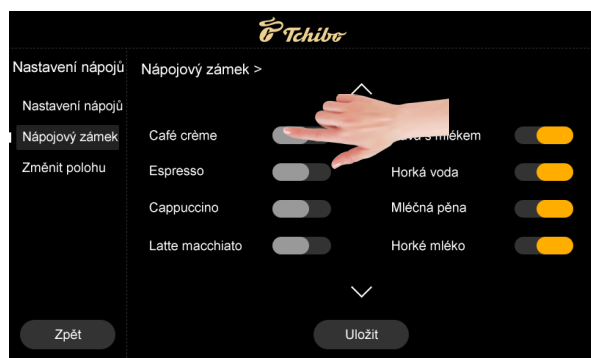 Tchibo
Nastavení nápojů
Nápojový zámek >
Nastavení nápojů
Nápojový zámek
Změnit polohu
Café crème
s mlékem
Espresso
Horká voda
Cappuccino
Mléčná pěna
Latte macchiato
Horké mléko
Zpět
Uložit